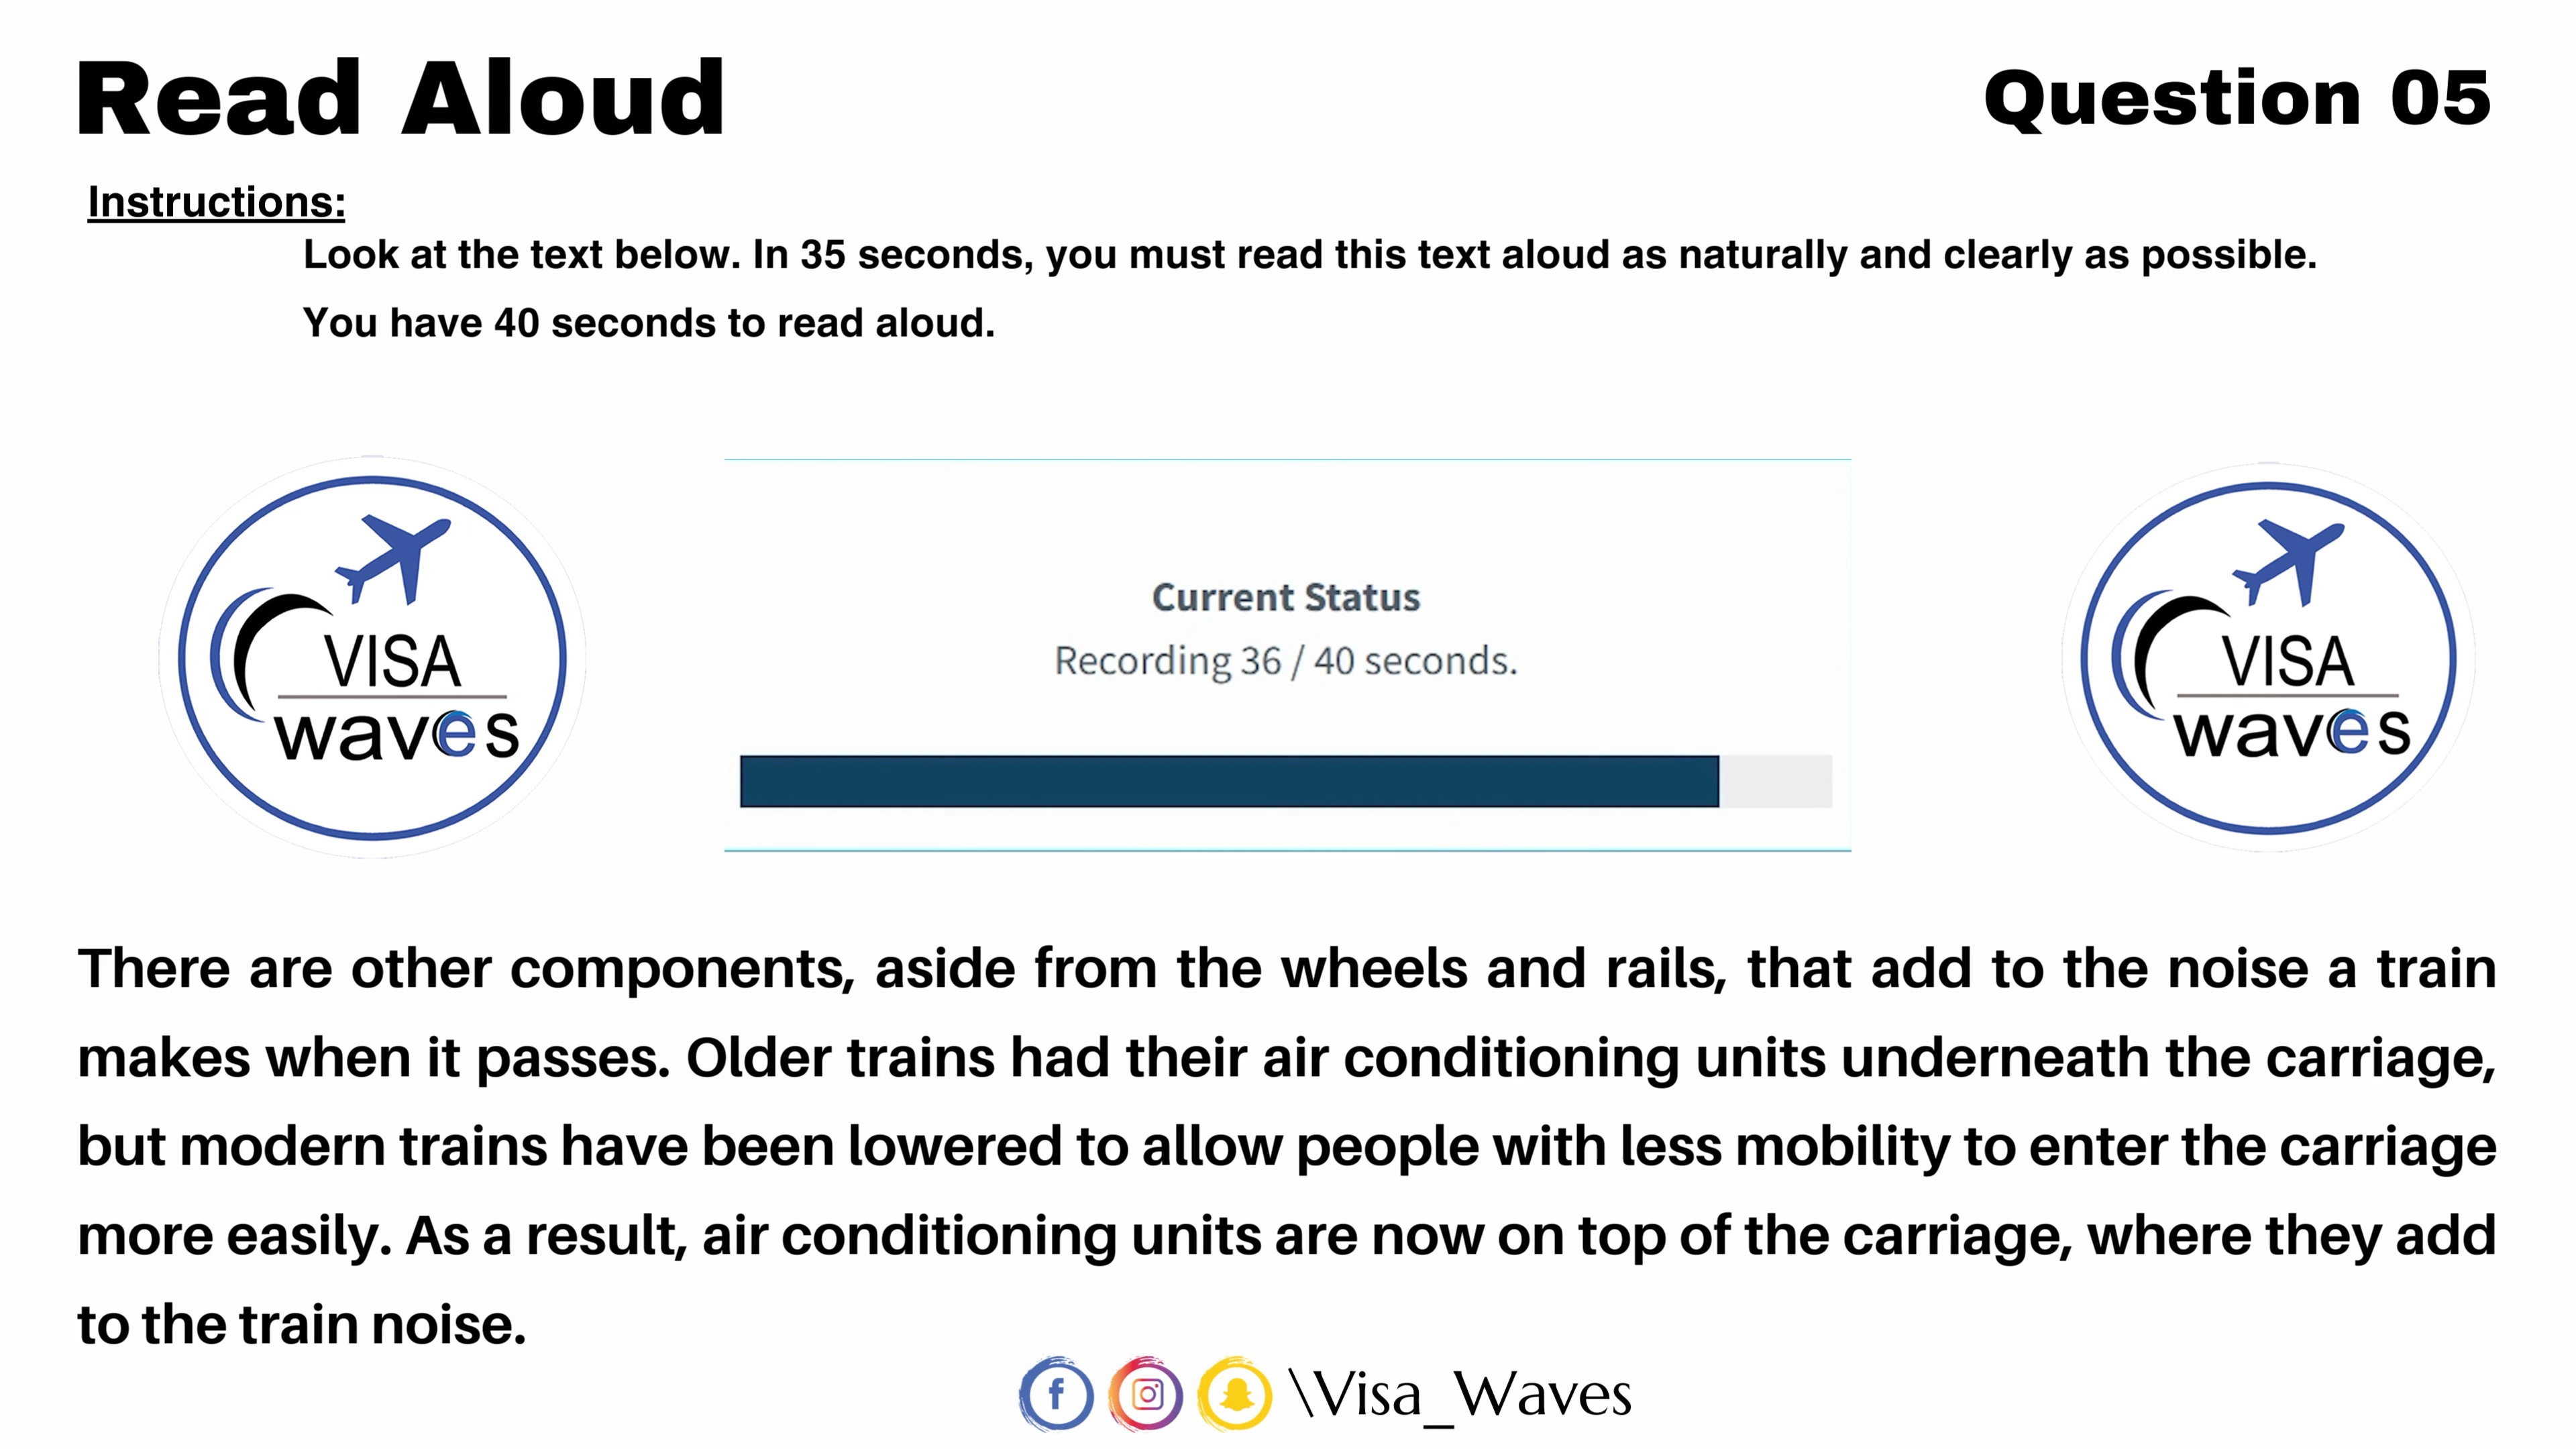 Read Aloud
Question 05
Instructions:
Look at the text below. In 35 seconds, you must read this text aloud as naturally and clearly as possible.
You have 40 seconds to read aloud.
VISA
waves
Current Status
Recording 36 / 40 seconds.
VISA
waves
There are other components, aside from the wheels and rails, that add to the noise a train
makes when it passes. Older trains had their air conditioning units underneath the carriage,
but modern trains have been lowered to allow people with less mobility to enter the carriage
more easily. As a result, air conditioning units are now on top of the carriage, where they add
to the train noise.
\Visa_Waves